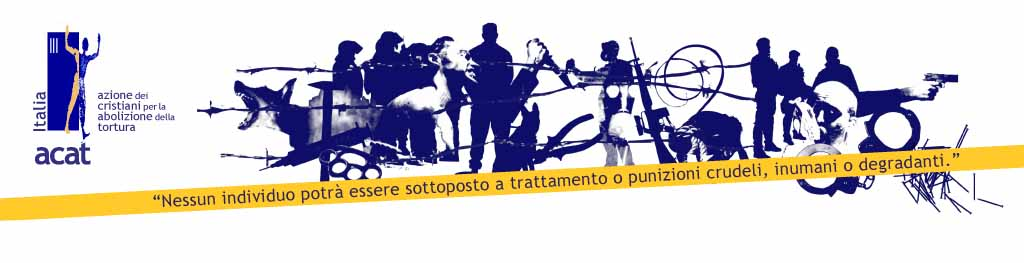 Italia
acat
azione dei
cristiani per la
abolizione della
tortura
“Nessun individuo potrà essere sottoposto a trattamento o punizioni crudeli, inumani o degradanti.”